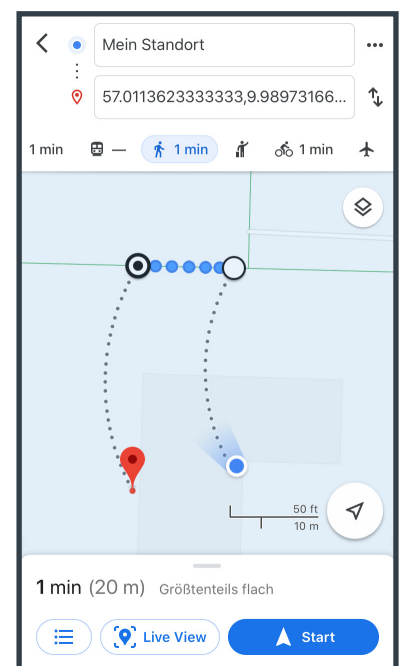 Mein Standort
57.0113623333333,9.98973166...
1 min — 1 min 1 min
50 ft
10 m
1 min (20 m) Größtenteils flach
Live View
Start